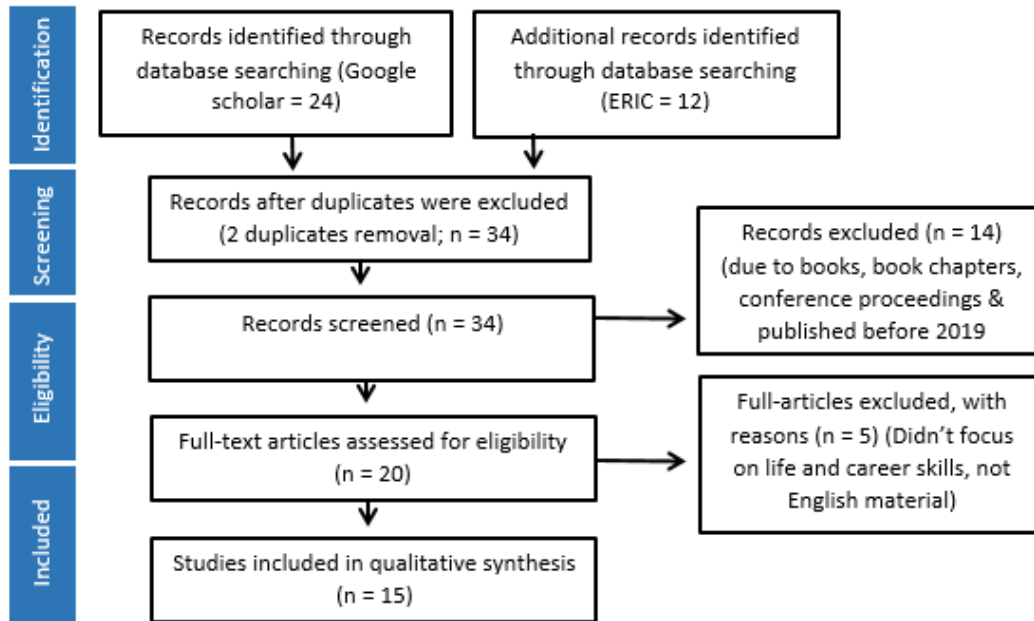 Identification
Records identified through
database searching (Google
scholar = 24)
Additional records identified
through database searching
(ERIC = 12)
Screening
Records after duplicates were excluded
(2 duplicates removal; n = 34)
Records excluded (n = 14)
(due to books, book chapters,
conference proceedings &
published before 2019
Eligibility
Records screened (n = 34)
Full-text articles assessed for eligibility
(n = 20)
Full-articles excluded, with
reasons (n = 5) (Didn't focus
on life and career skills, not
English material)
Included
Studies included in qualitative synthesis
(n = 15)